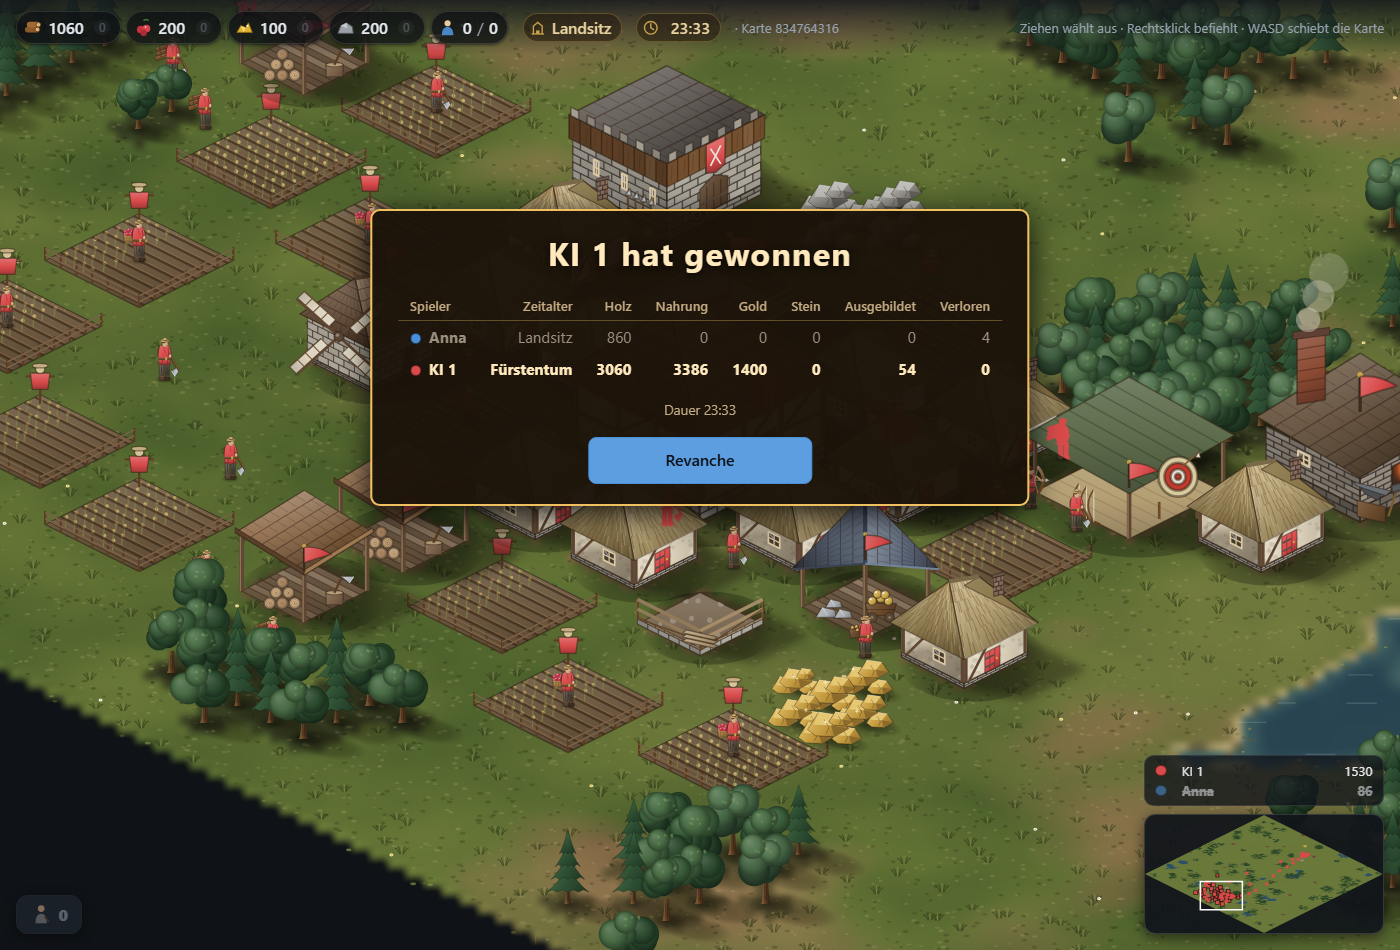 1060 0 200 0 100 0 200 0 0 / 0 Landsitz 23:33 · Karte 834764316 Ziehen wählt aus · Rechtsklick befiehlt · WASD schiebt die Karte
KI 1 hat gewonnen
Spieler Zeitalter Holz Nahrung Gold Stein Ausgebildet Verloren
Anna Landsitz 860 0 0 0 0 4
KI 1 Fürstentum 3060 3386 1400 0 54 0
Dauer 23:33
Revanche
KI 1 1530
Anna 86
0